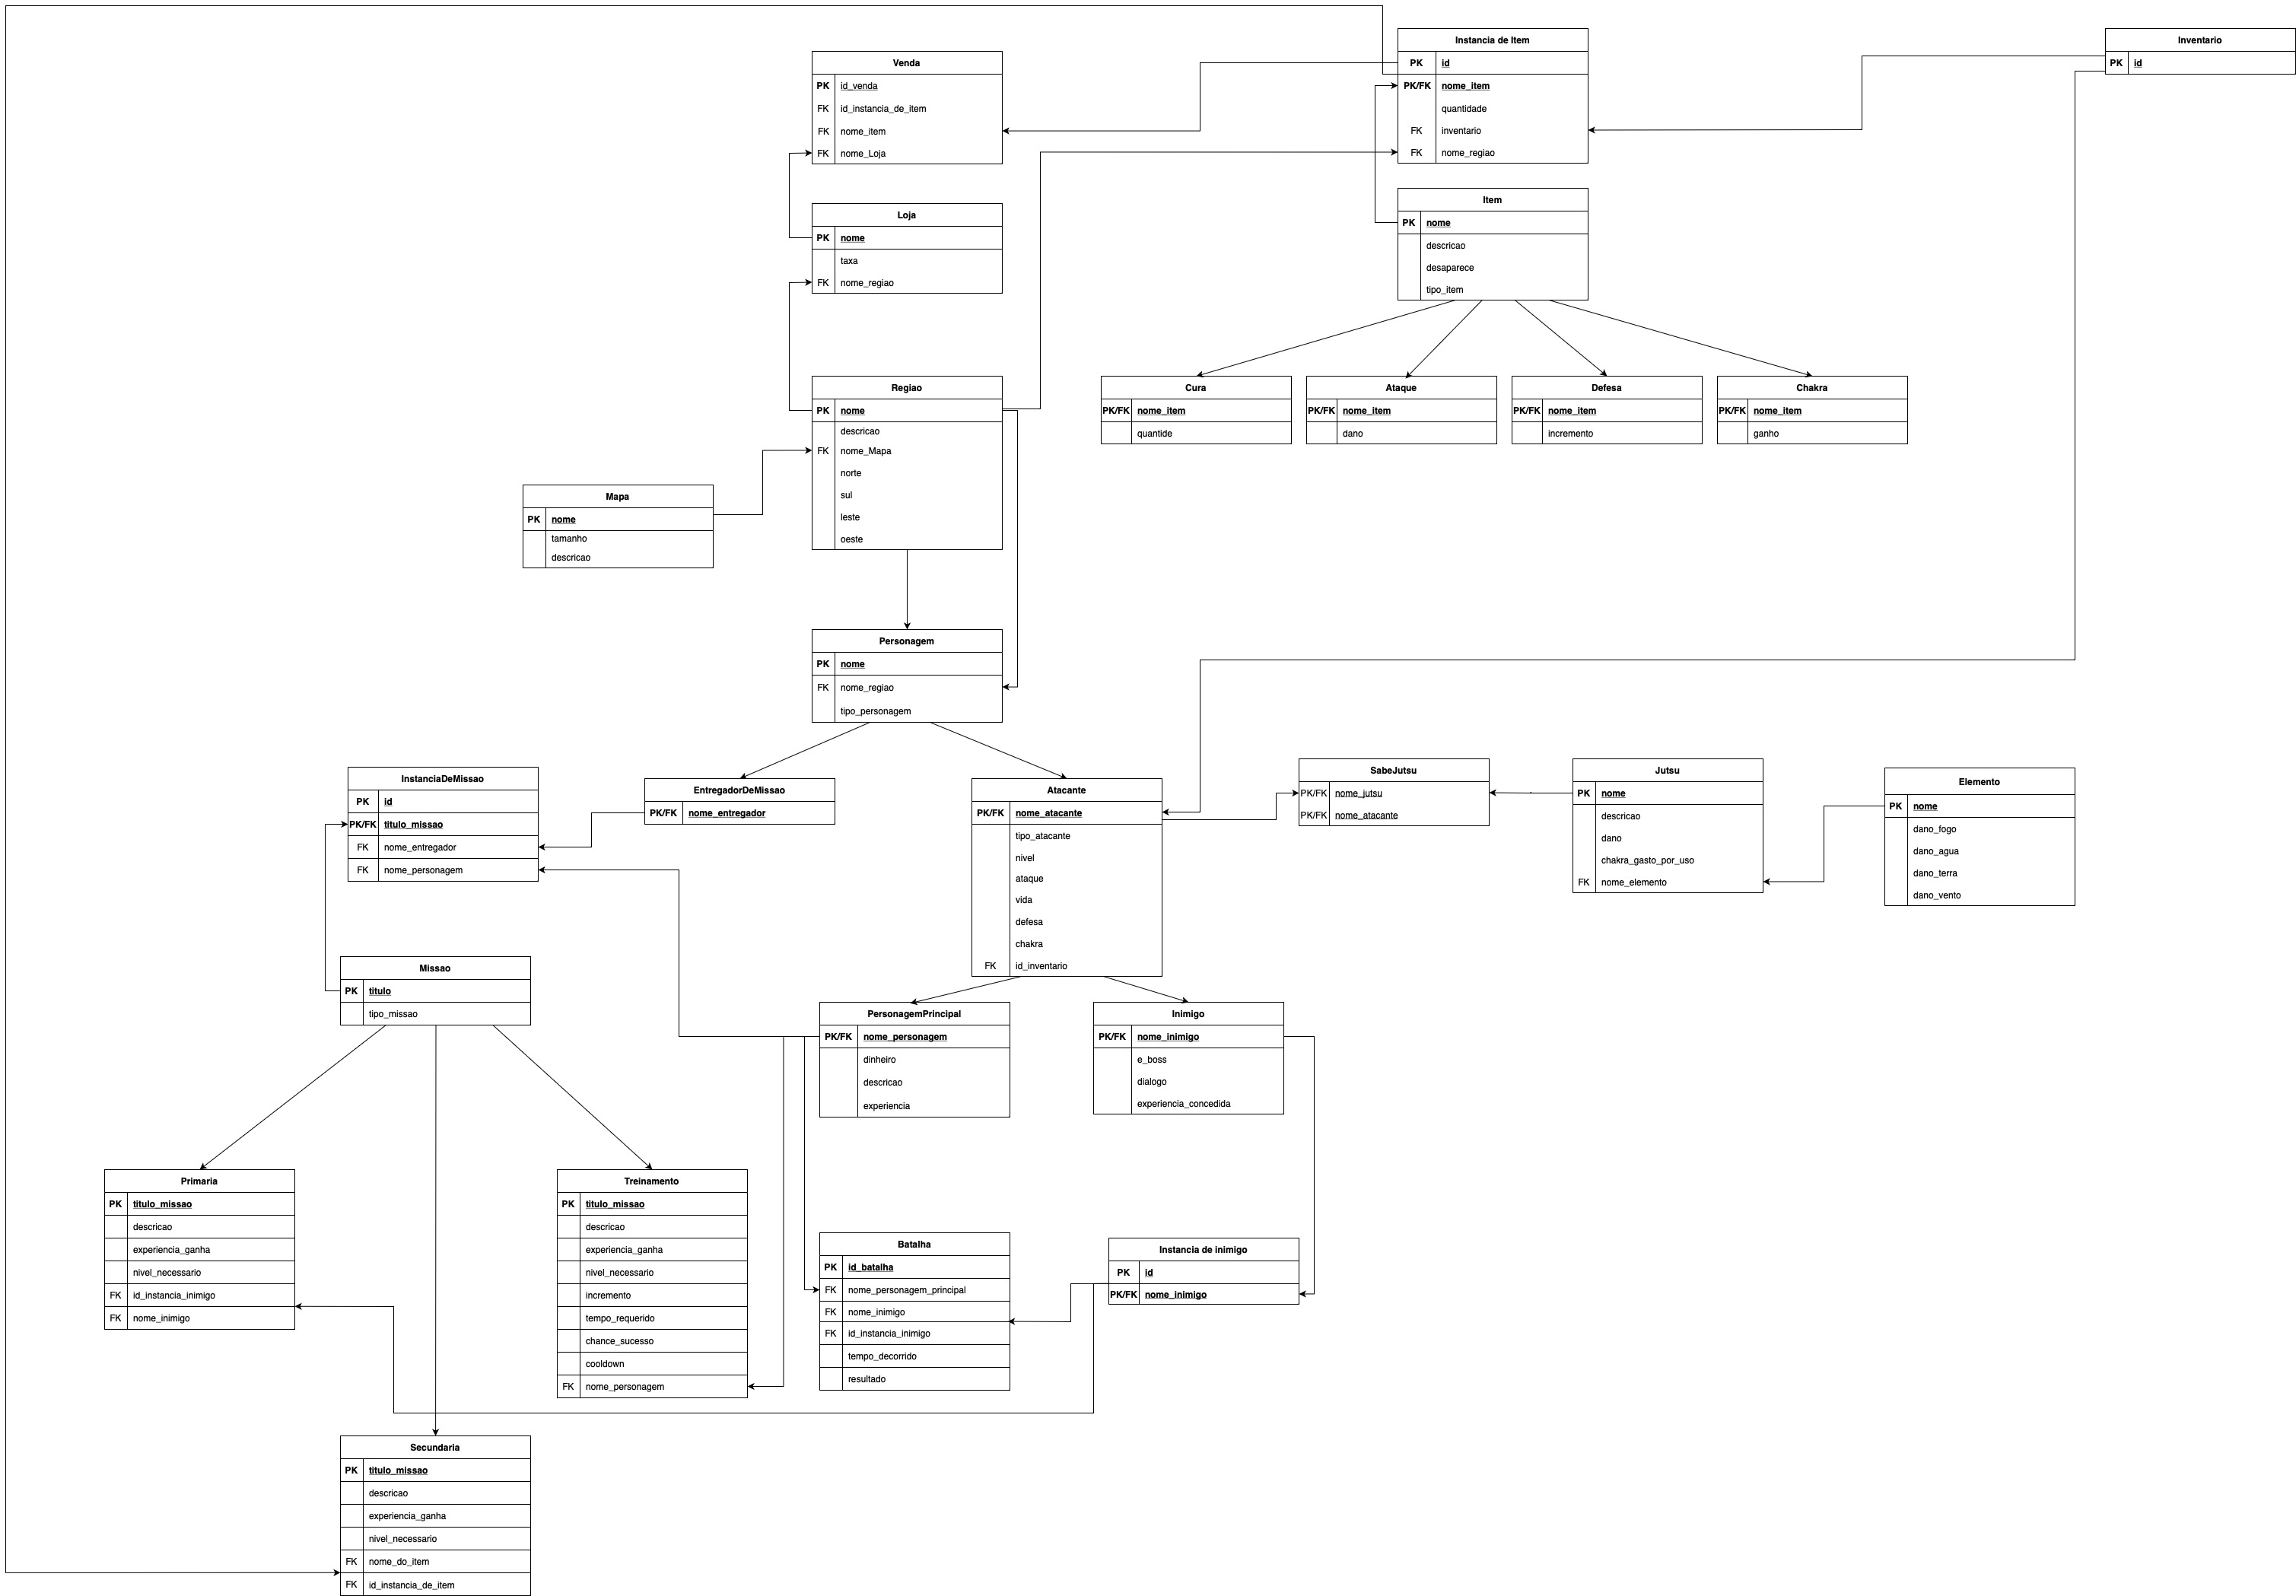 Instancia de Item
PK id
PK/FK nome_item
quantidade
FK inventario
FK nome_regiao
Inventario
PK id
Venda
PK id_venda
FK id_instancia_de_item
FK nome_item
FK nome_Loja
Item
PK nome
descricao
desaparece
tipo_item
Loja
PK nome
taxa
FK nome_regiao
Regiao
PK nome
descricao
FK nome_Mapa
norte
sul
leste
oeste
Cura
PK/FK nome_item
quantide
Ataque
PK/FK nome_item
dano
Defesa
PK/FK nome_item
incremento
Chakra
PK/FK nome_item
ganho
Mapa
PK nome
tamanho
descricao
Personagem
PK nome
FK nome_regiao
tipo_personagem
InstanciaDeMissao
PK id
PK/FK titulo_missao
FK nome_entregador
FK nome_personagem
EntregadorDeMissao
PK/FK nome_entregador
Atacante
PK/FK nome_atacante
tipo_atacante
nivel
ataque
vida
defesa
chakra
FK id_inventario
SabeJutsu
PK/FK nome_jutsu
PK/FK nome_atacante
Jutsu
PK nome
descricao
dano
chakra_gasto_por_uso
FK nome_elemento
Elemento
PK nome
dano_fogo
dano_agua
dano_terra
dano_vento
Missao
PK titulo
tipo_missao
PersonagemPrincipal
PK/FK nome_personagem
dinheiro
descricao
experiencia
Inimigo
PK/FK nome_inimigo
e_boss
dialogo
experiencia_concedida
Primaria
PK titulo_missao
descricao
experiencia_ganha
nivel_necessario
FK id_instancia_inimigo
FK nome_inimigo
Treinamento
PK titulo_missao
descricao
experiencia_ganha
nivel_necessario
incremento
tempo_requerido
chance_sucesso
cooldown
FK nome_personagem
Batalha
PK id_batalha
FK nome_personagem_principal
FK nome_inimigo
FK id_instancia_inimigo
tempo_decorrido
resultado
Instancia de inimigo
PK id
PK/FK nome_inimigo
Secundaria
PK titulo_missao
descricao
experiencia_ganha
nivel_necessario
FK nome_do_item
FK id_instancia_de_item